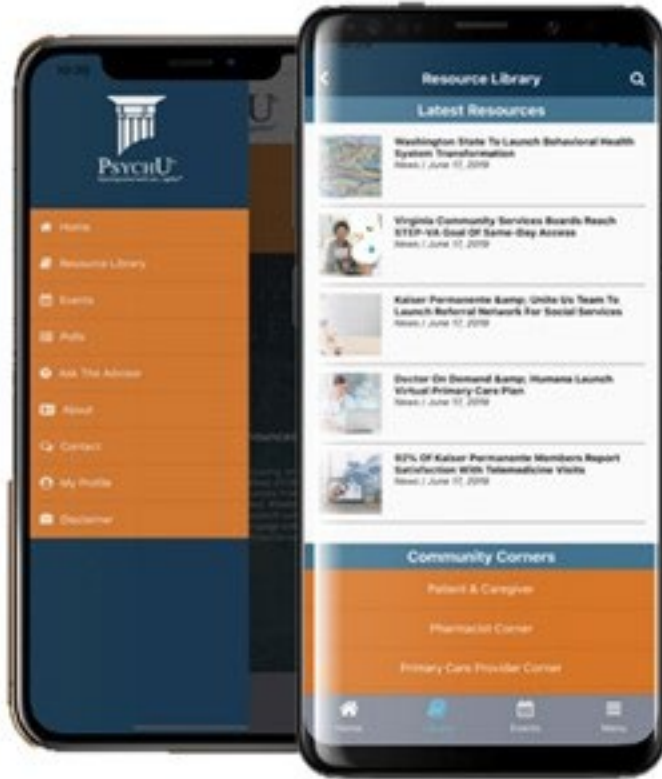 10:20
PSYCHU
Home
Resource Library
Events
Polls
Ask The Advisor
About
Contact
My Profile
Disclaimer
U
Resource Library
Latest Resources
Washington State To Launch Behavioral Health
System Transformation
News / June 17, 2019
Virginia Community Services Boards Reach
STEP-VA Goal Of Same-Day Access
News / June 17, 2019
Kaiser Permanente &amp; Unite Us Team To
Launch Referral Network For Social Services
News / June 17, 2019
Doctor On Demand &amp; Humana Launch
Virtual Primary Care Plan
News / June 17, 2019
92% Of Kaiser Permanente Members Report
Satisfaction With Telemedicine Visits
News / June 17, 2019
Community Corners
Patient & Caregiver
Pharmacist Corner
Primary Care Provider Corner
Home
Library
Events
Menu